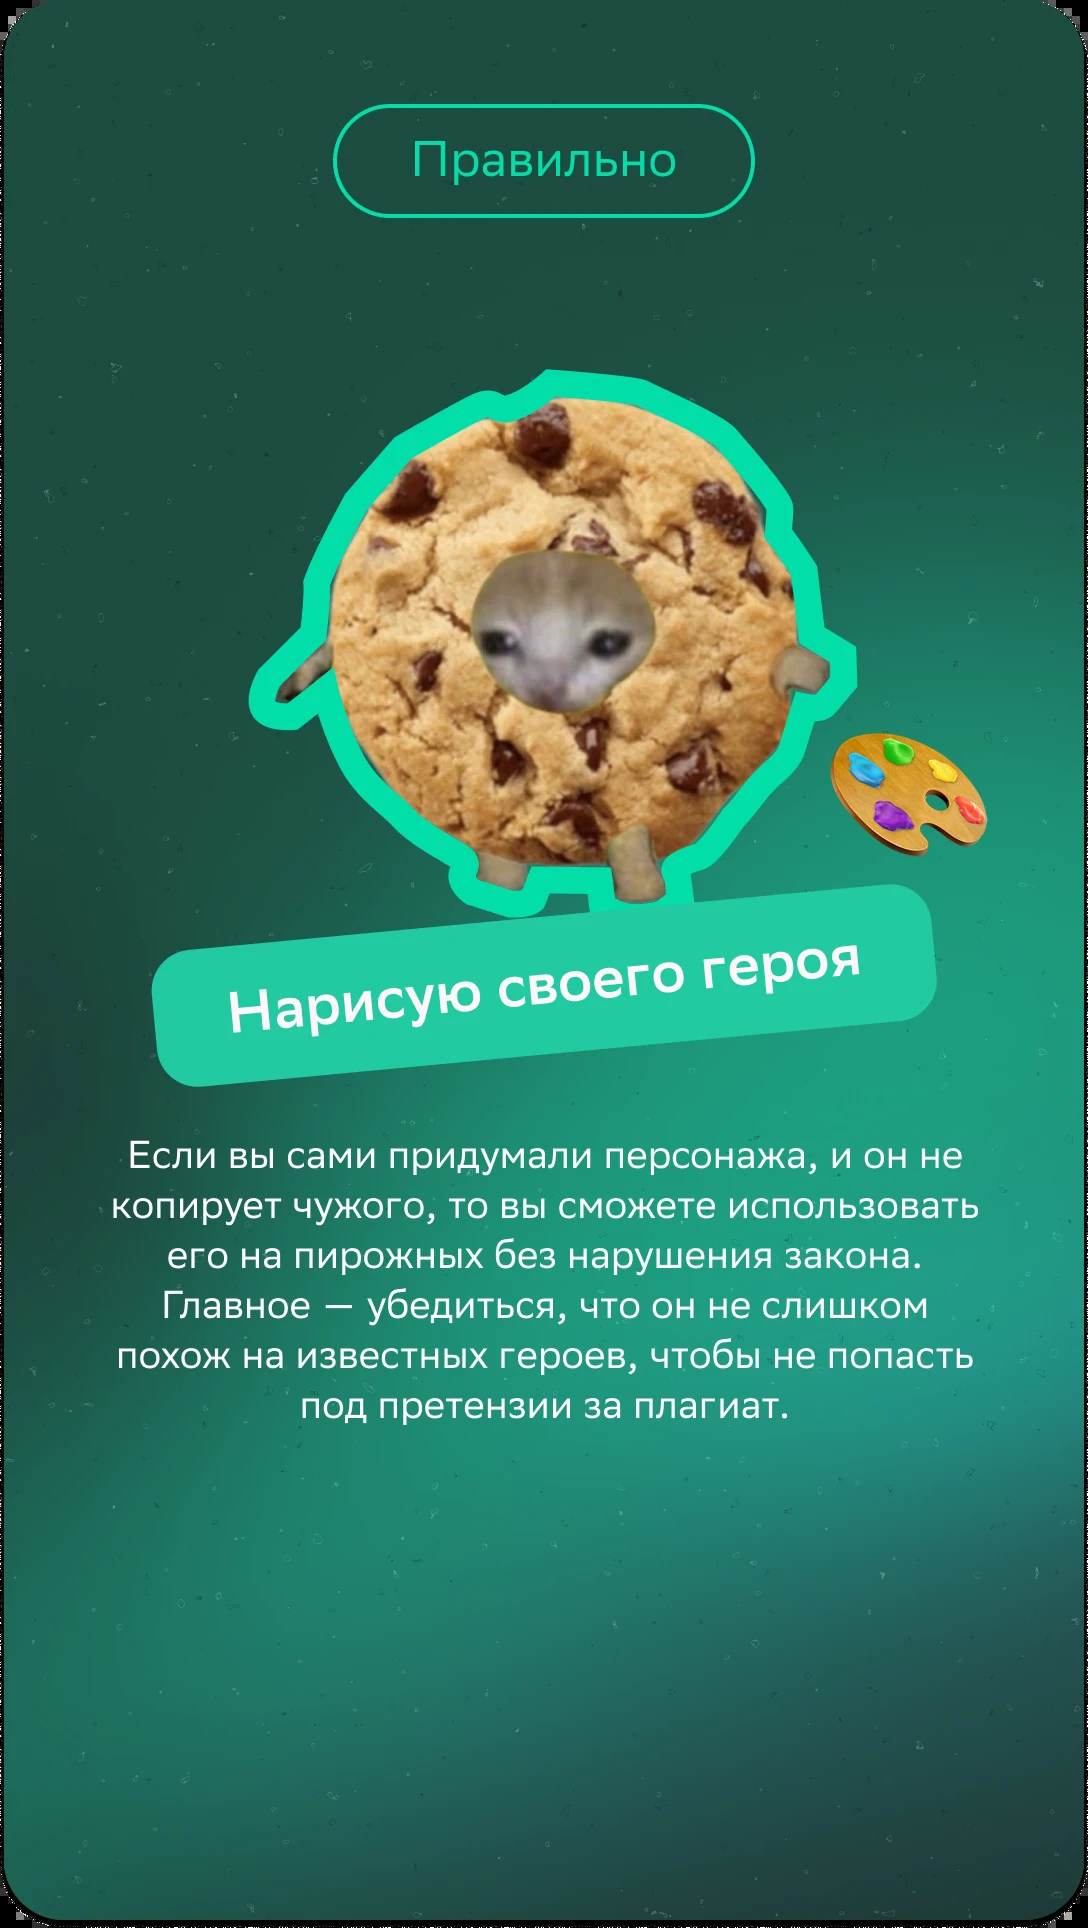 Правильно
Нарисую своего героя
Если вы сами придумали персонажа, и он не
копирует чужого, то вы сможете использовать
его на пирожных без нарушения закона.
Главное — убедиться, что он не слишком
похож на известных героев, чтобы не попасть
под претензии за плагиат.